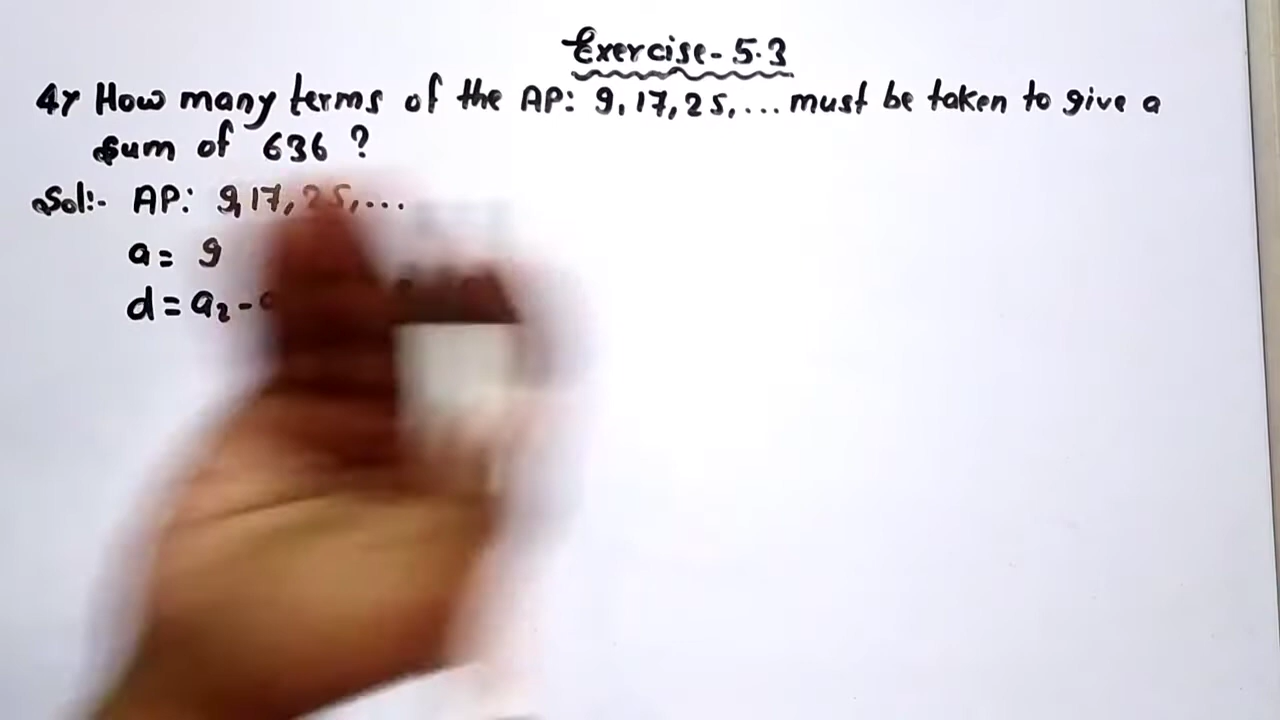 Exercise-5.3
4) How many terms of the AP: 9,17,25,... must be taken to give a
sum of 636 ?
Sol:- AP: 9,17,25,...
a= 9
d=a₂-